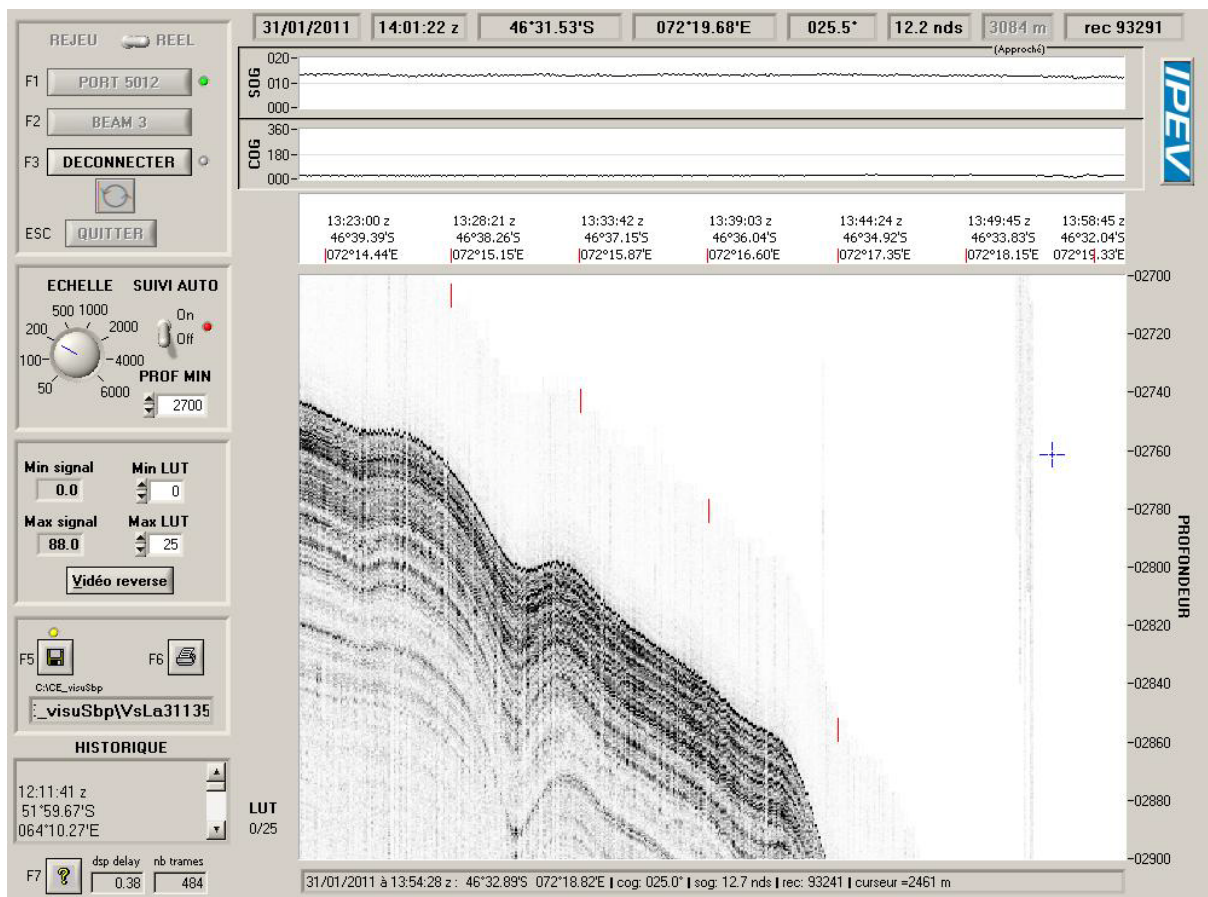 31/01/2011 14:01:22 z 46°31.53'S 072°19.68'E 025.5° 12.2 nds 3084 m rec 93291
(Approché)
REJEU REEL
F1 PORT 5012
F2 BEAM 3
F3 DECONNECTER
ESC QUITTER
SOG
020
010
000
COG
360
180
000
IPEV
13:23:00 z 13:28:21 z 13:33:42 z 13:39:03 z 13:44:24 z 13:49:45 z 13:58:45 z
46°39.39'S 46°38.26'S 46°37.15'S 46°36.04'S 46°34.92'S 46°33.83'S 46°32.04'S
072°14.44'E 072°15.15'E 072°15.87'E 072°16.60'E 072°17.35'E 072°18.15'E 072°19.33'E
ECHELLE SUIVI AUTO
50 100 200 500 1000 2000 4000 6000
On
Off
PROF MIN
2700
Min signal Min LUT
0.0 0
Max signal Max LUT
88.0 25
Vidéo reverse
F5 F6
C:\CE_visuSbp
:_visuSbp\VsLa31135
HISTORIQUE
12:11:41 z
51°59.67'S
064°10.27'E
LUT
0/25
F7 ? dsp delay nb trames
0.38 484
-02700
-02720
-02740
-02760
-02780
-02800
-02820
-02840
-02860
-02880
-02900
PROFONDEUR
31/01/2011 à 13:54:28 z : 46°32.89'S 072°18.82'E | cog: 025.0° | sog: 12.7 nds | rec: 93241 | curseur =2461 m